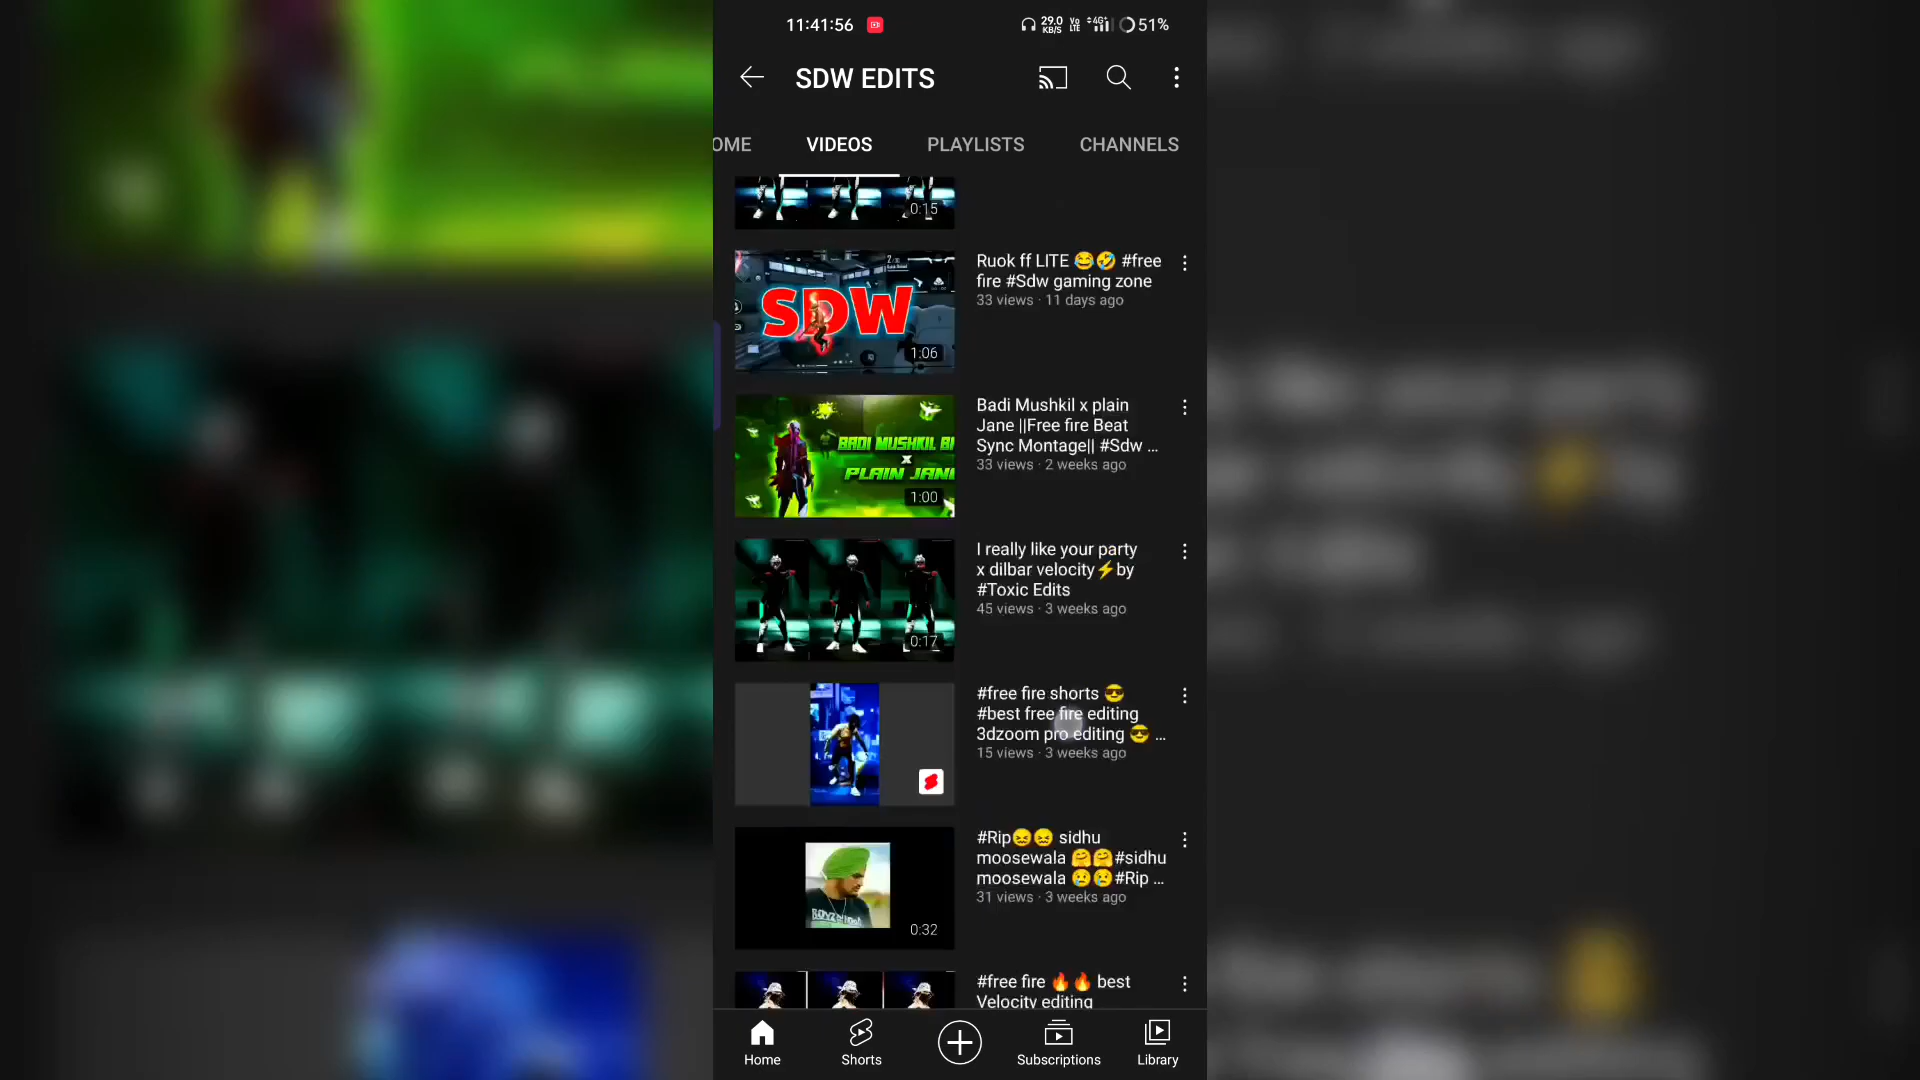 11:41:56 29.0 KB/S Vo LTE 4G+ 51%
SDW EDITS
OME VIDEOS PLAYLISTS CHANNELS
0:15
SDW
1:06
Ruok ff LITE 😂🤣 #free
fire #Sdw gaming zone
33 views · 11 days ago
BADI MUSHKIL B
X
PLAIN JAN
1:00
Badi Mushkil x plain
Jane ||Free fire Beat
Sync Montage|| #Sdw ...
33 views · 2 weeks ago
0:17
I really like your party
x dilbar velocity⚡by
#Toxic Edits
45 views · 3 weeks ago
#free fire shorts 😎
#best free fire editing
3dzoom pro editing 😎 ...
15 views · 3 weeks ago
0:32
#Rip😖😖 sidhu
moosewala 🤗🤗#sidhu
moosewala 😢😢#Rip ...
31 views · 3 weeks ago
#free fire 🔥🔥 best
Velocity editing
Home Shorts Subscriptions Library